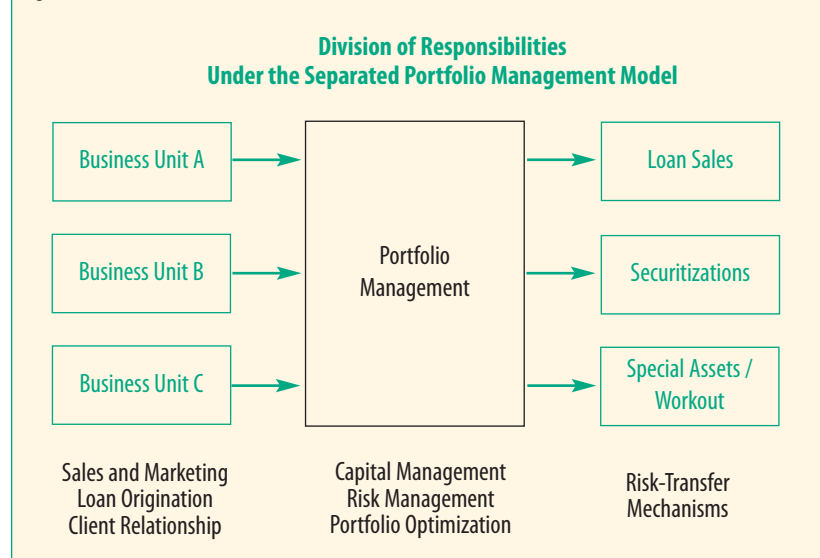 Division of Responsibilities
Under the Separated Portfolio Management Model
Business Unit A
Loan Sales
Portfolio
Management
Business Unit B
Securitizations
Business Unit C
Special Assets /
Workout
Sales and Marketing
Loan Origination
Client Relationship
Capital Management
Risk Management
Portfolio Optimization
Risk-Transfer
Mechanisms